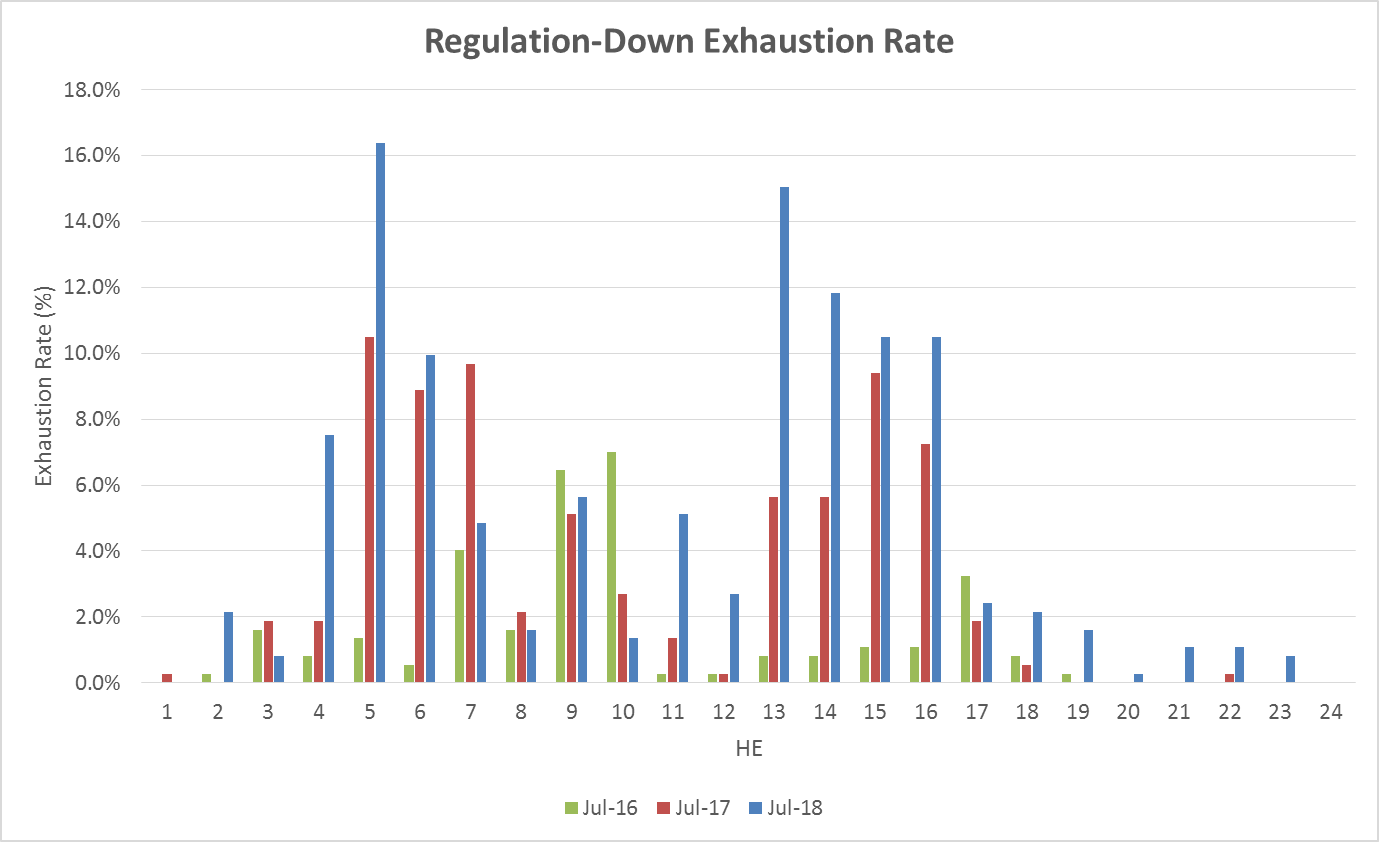 Regulation-Down Exhaustion Rate
18.0%
16.0%
14.0%
12.0%
10.0%
8.0%
6.0%
4.0%
2.0%
0.0%
Exhaustion Rate (%)
1 2 3 4 5 6 7 8 9 10 11 12 13 14 15 16 17 18 19 20 21 22 23 24
HE
Jul-16 Jul-17 Jul-18